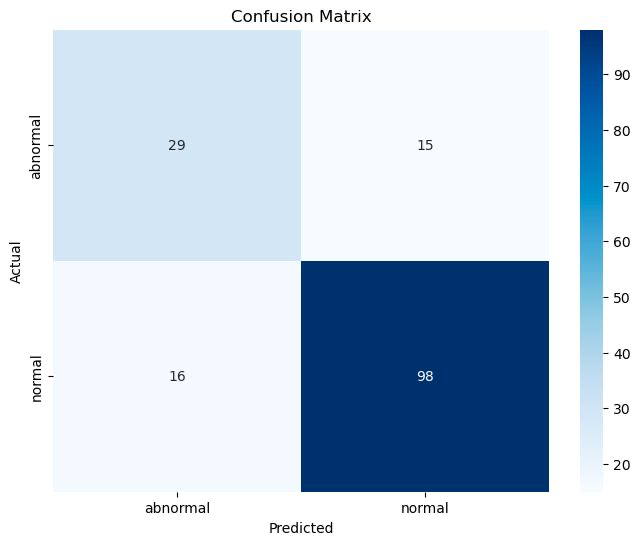 Confusion Matrix
Actual
abnormal
normal
29
15
16
98
abnormal
normal
Predicted
90
80
70
60
50
40
30
20